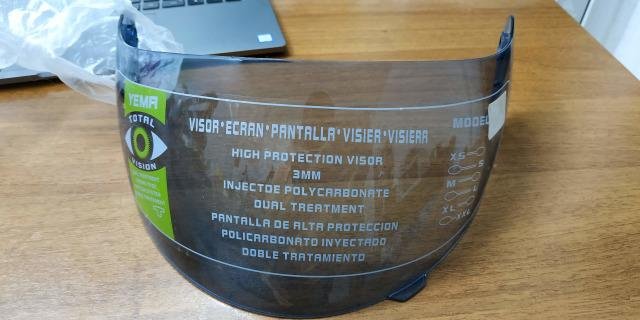 YEMA
TOTAL
VISION
VISOR*ECRAN*PANTALLA*VISIER*VISIERA
HIGH PROTECTION VISOR
3MM
INJECTDE POLYCARBONATE
DUAL TREATMENT
PANTALLA DE ALTA PROTECCION
POLICARBONATO INYECTADO
DOBLE TRATAMIENTO
MODEL
XS
S
M
L
XL
XXL